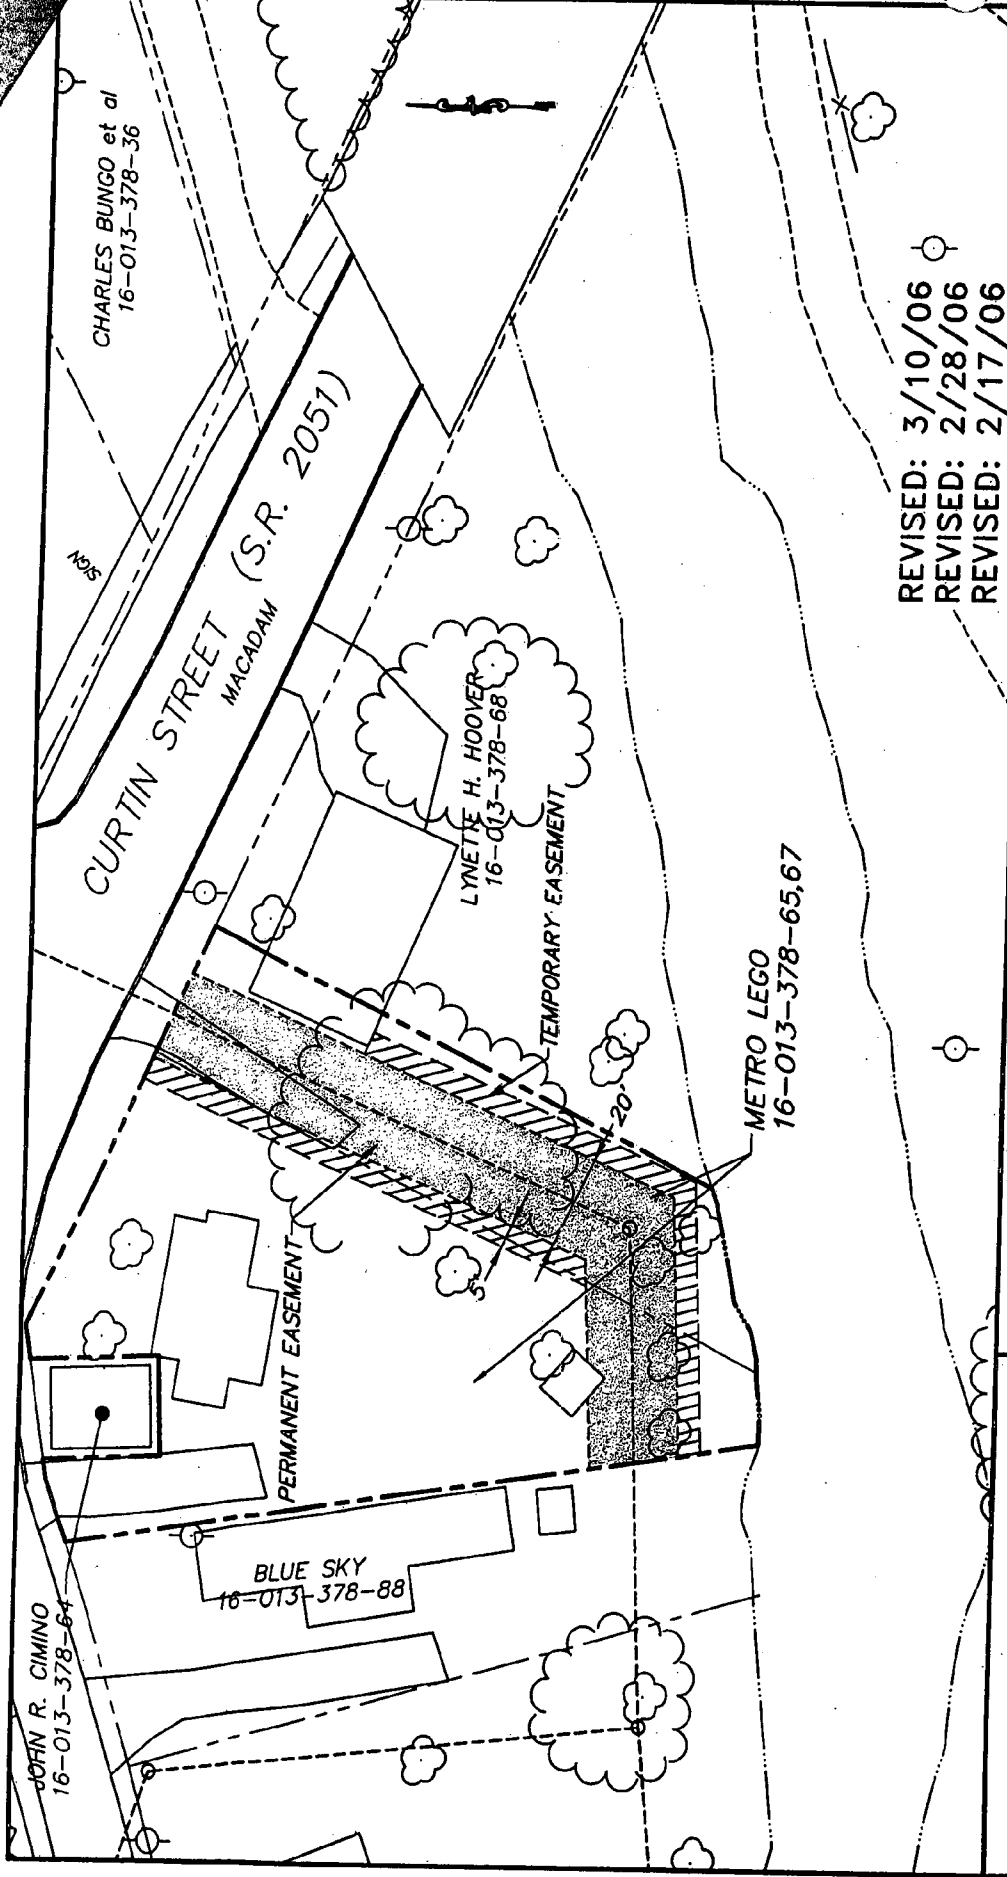 JOHN R. CIMINO
16-013-378-64
BLUE SKY
16-013-378-88
PERMANENT EASEMENT
CURTIN STREET (S.R. 2051)
MACADAM
SIGN
CHARLES BUNGO et al
16-013-378-36
LYNETTE H. HOOVER
16-013-378-68
TEMPORARY EASEMENT
5'
20'
METRO LEGO
16-013-378-65,67
REVISED: 3/10/06
REVISED: 2/28/06
REVISED: 2/17/06